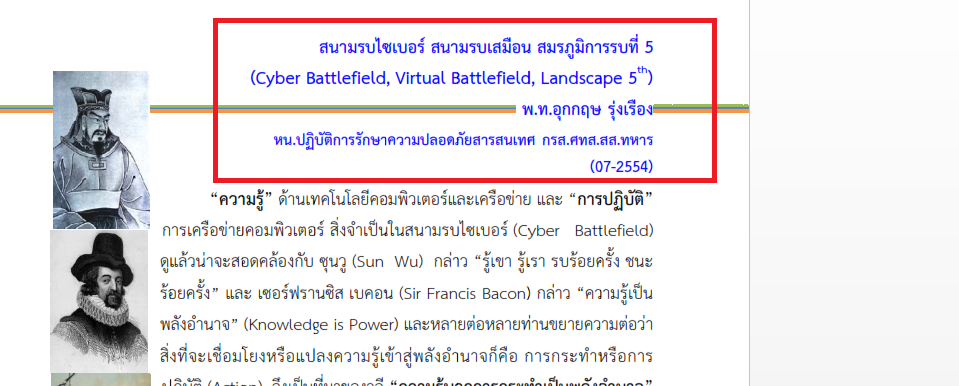 สนามรบไซเบอร์ สนามรบเสมือน สมรภูมิการรบที่ 5
(Cyber Battlefield, Virtual Battlefield, Landscape 5th)
พ.ท.อุกกฤษ รุ่งเรือง
หน.ปฏิบัติการรักษาความปลอดภัยสารสนเทศ กรส.ศทส.สส.ทหาร
(07-2554)
“ความรู้” ด้านเทคโนโลยีคอมพิวเตอร์และเครือข่าย และ “การปฏิบัติ”
การเครือข่ายคอมพิวเตอร์ สิ่งจำเป็นในสนามรบไซเบอร์ (Cyber Battlefield)
ดูแล้วน่าจะสอดคล้องกับ ซุนวู (Sun Wu) กล่าว “รู้เขา รู้เรา รบร้อยครั้ง ชนะ
ร้อยครั้ง” และ เซอร์ฟรานซิส เบคอน (Sir Francis Bacon) กล่าว “ความรู้เป็น
พลังอำนาจ” (Knowledge is Power) และหลายต่อหลายท่านขยายความต่อว่า
สิ่งที่จะเชื่อมโยงหรือแปลงความรู้เข้าสู่พลังอำนาจก็คือ การกระทำหรือการ
ปฏิบัติ (Action)